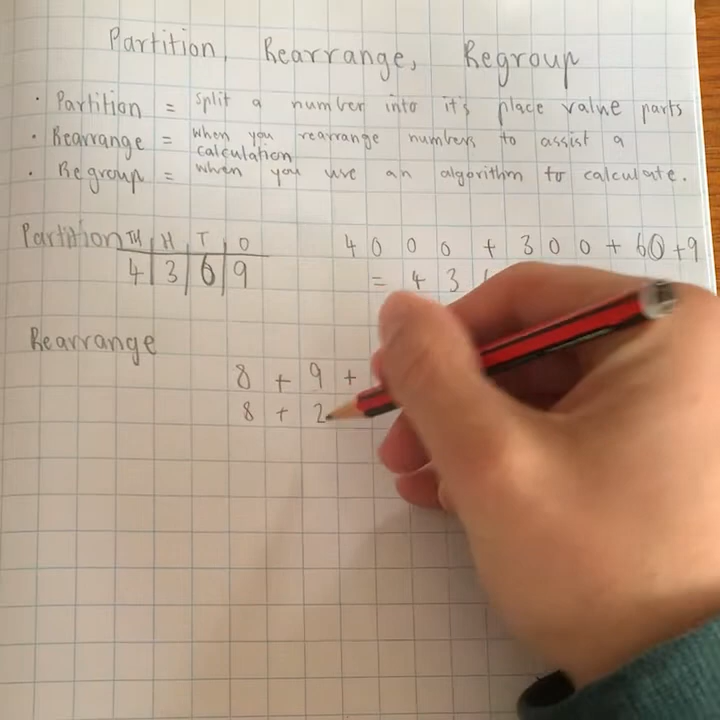 Partition, Rearrange, Regroup
· Partition = split a number into it's place value parts
· Rearrange = when you rearrange numbers to assist a calculation
· Regroup = when you use an algorithm to calculate.
Partition TH H T O 4000 + 300 + 60 + 9
4 3 6 9 = 43
Rearrange
8 + 9 +
8 + 2